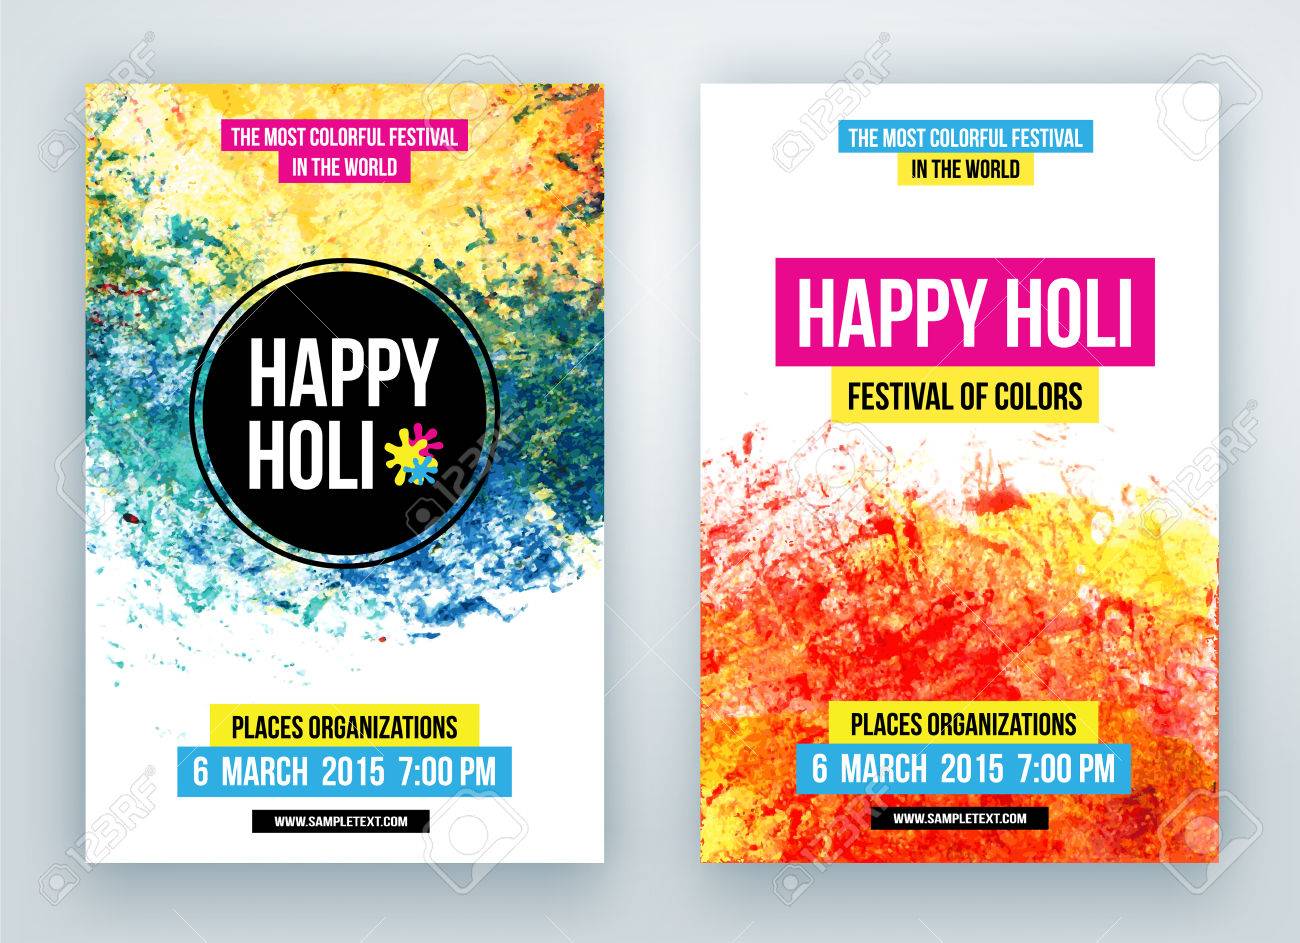 THE MOST COLORFUL FESTIVAL
IN THE WORLD
HAPPY
HOLI
PLACES ORGANIZATIONS
6 MARCH 2015 7:00 PM
WWW.SAMPLETEXT.COM
THE MOST COLORFUL FESTIVAL
IN THE WORLD
HAPPY HOLI
FESTIVAL OF COLORS
PLACES ORGANIZATIONS
6 MARCH 2015 7:00 PM
WWW.SAMPLETEXT.COM
123RF